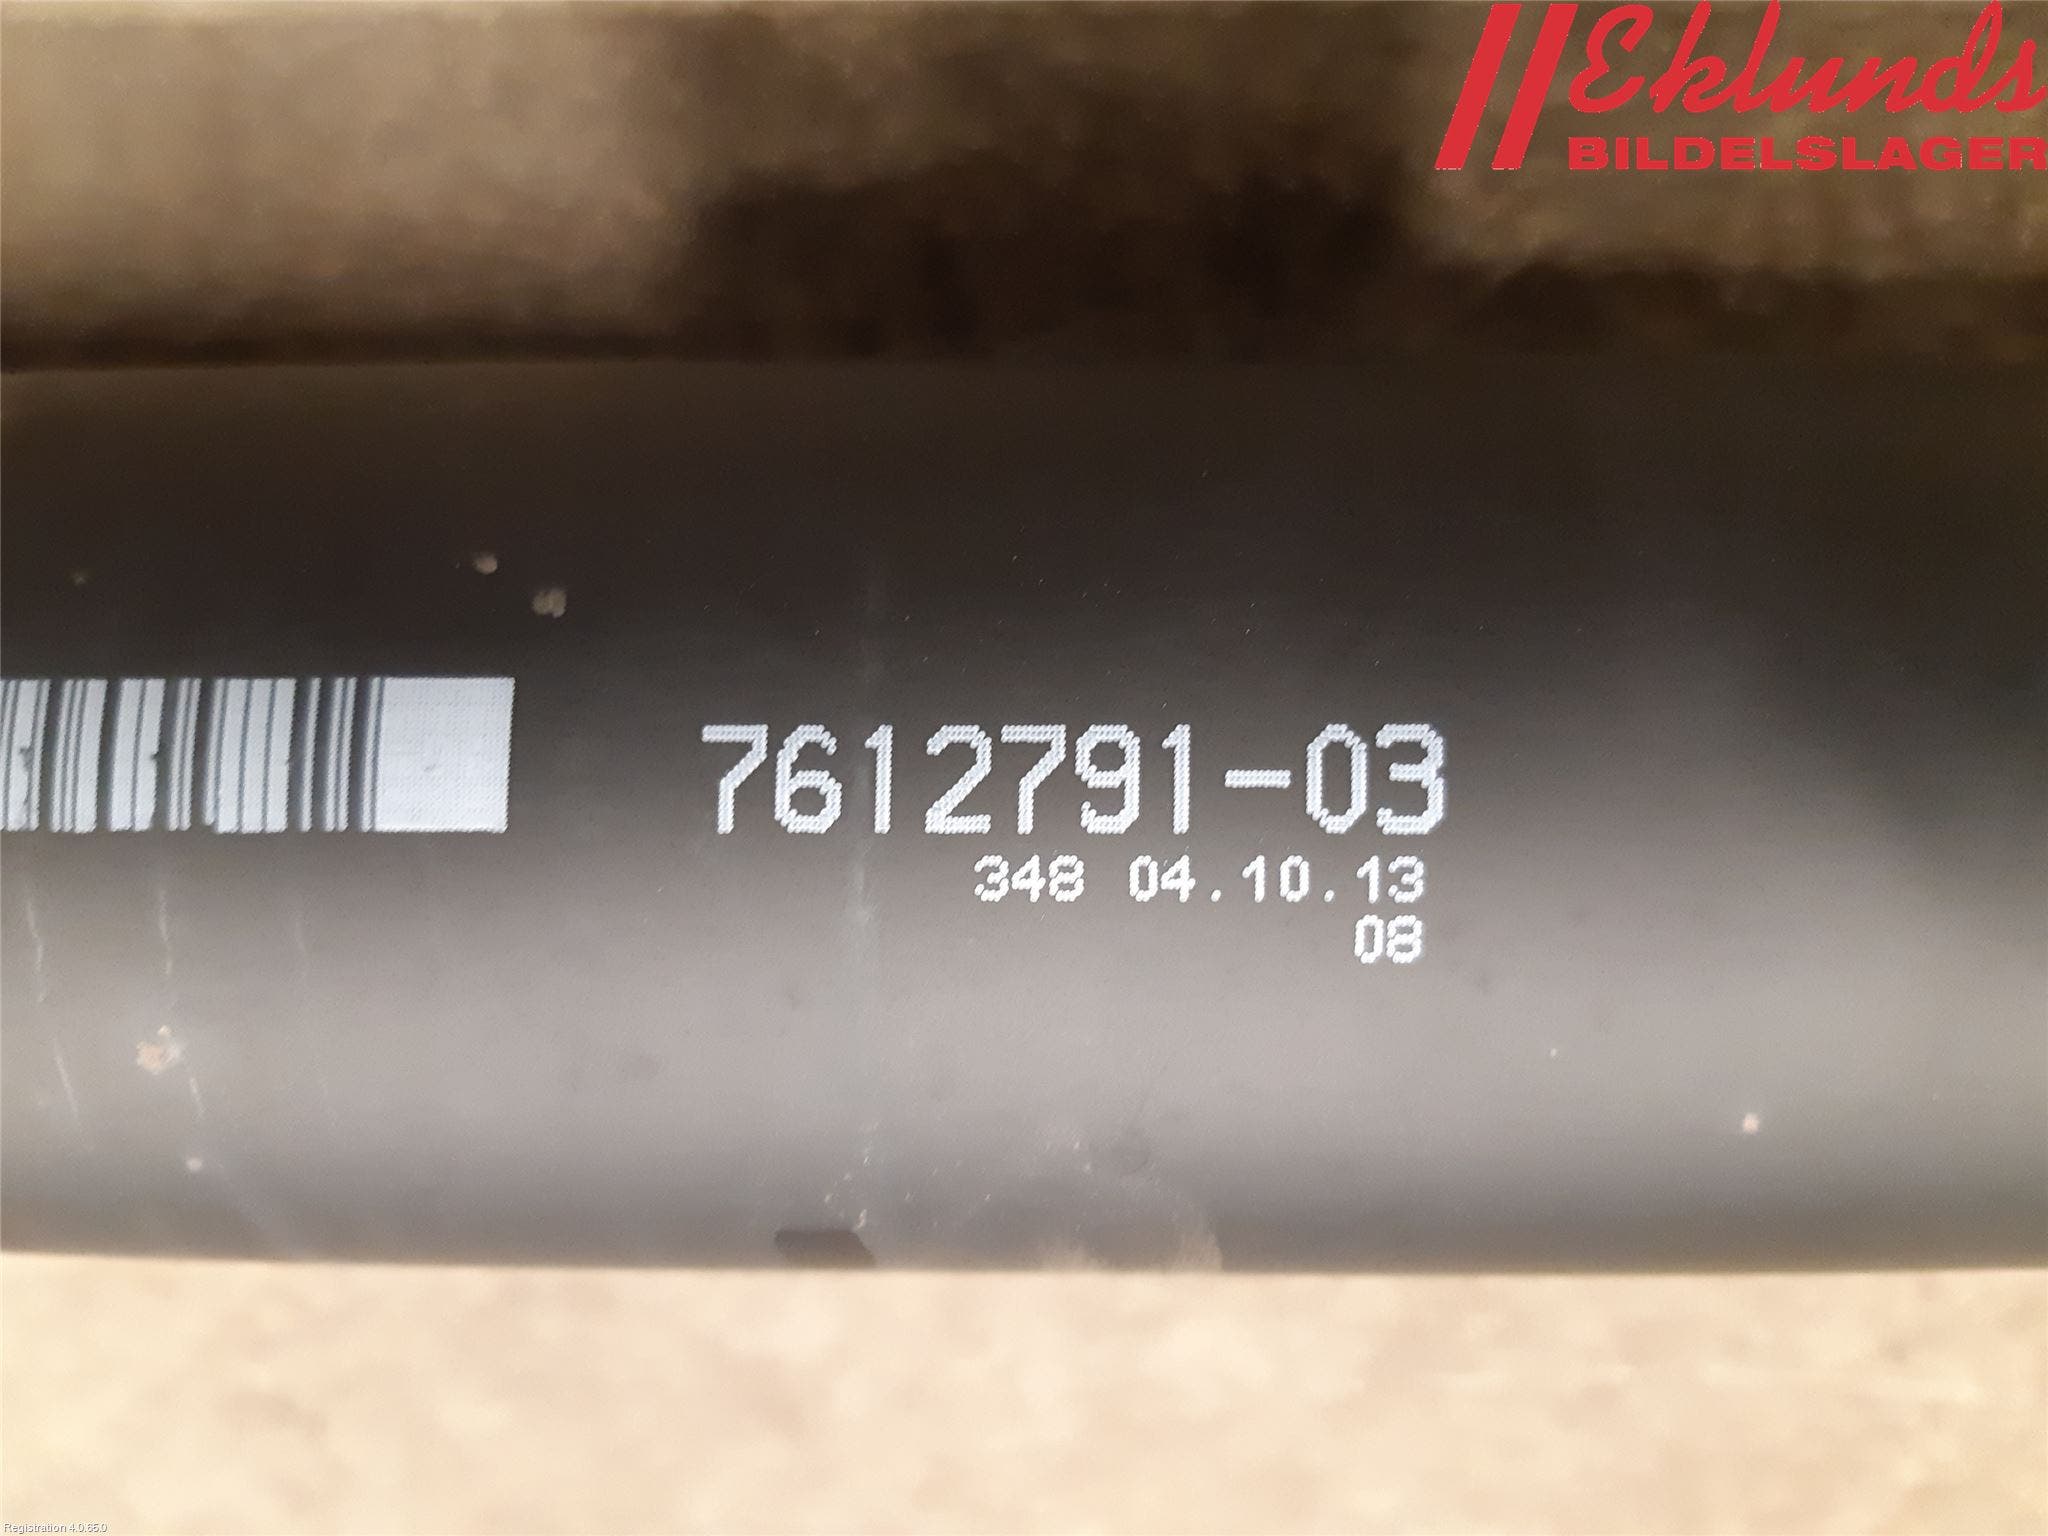 Eklunds
BILDELSLAGER
7612791-03
348 04.10.13
08
Registration 4.0.65.0